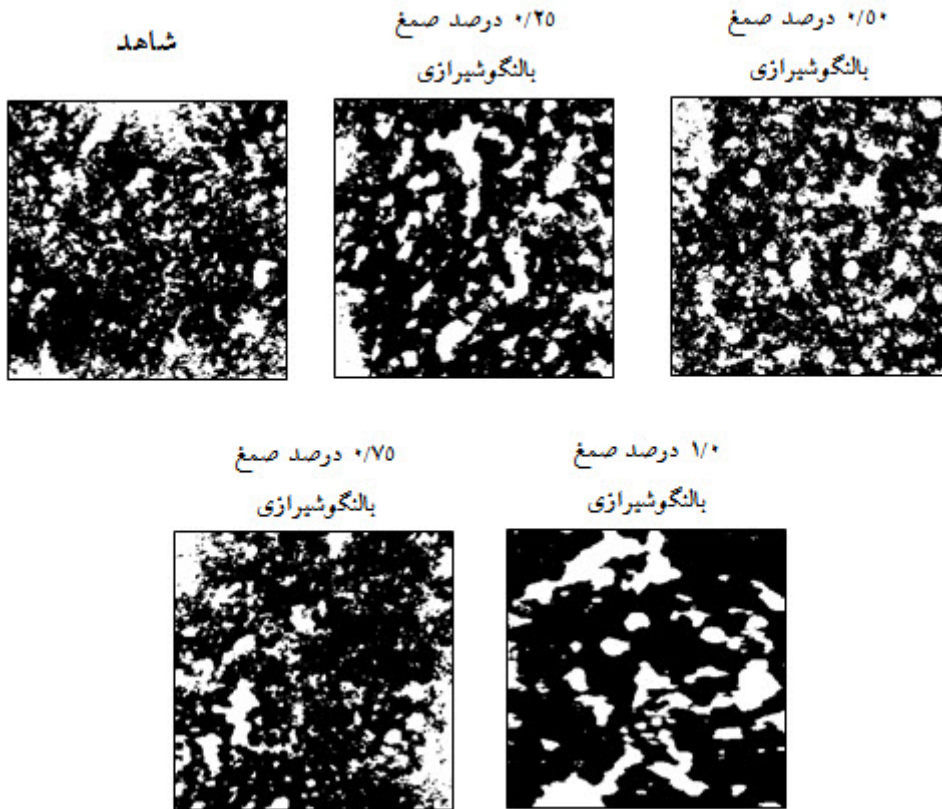 شاهد
۰/۲۵ درصد صمغ
بالنگوشیرازی
۰/۵۰ درصد صمغ
بالنگوشیرازی
۰/۷۵ درصد صمغ
بالنگوشیرازی
۱/۰ درصد صمغ
بالنگوشیرازی